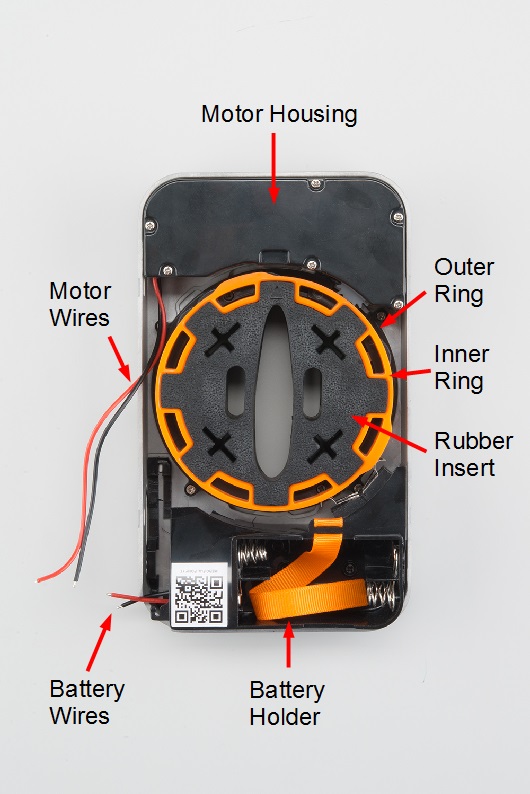 Motor Housing
Outer
Ring
Motor
Wires
Inner
Ring
Rubber
Insert
Battery
Wires
Battery
Holder